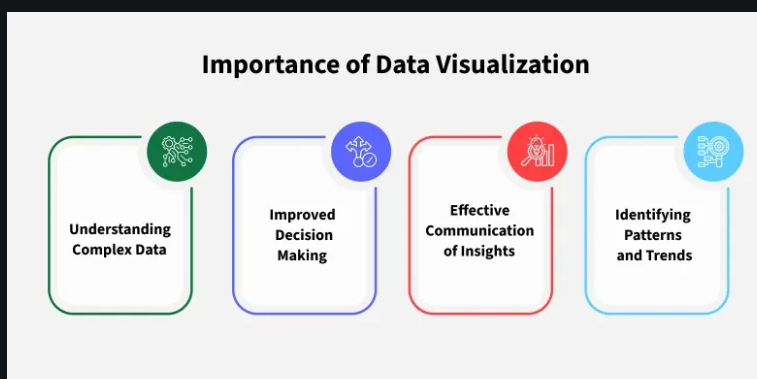 Importance of Data Visualization
Understanding
Complex Data
Improved
Decision
Making
Effective
Communication
of Insights
Identifying
Patterns
and Trends